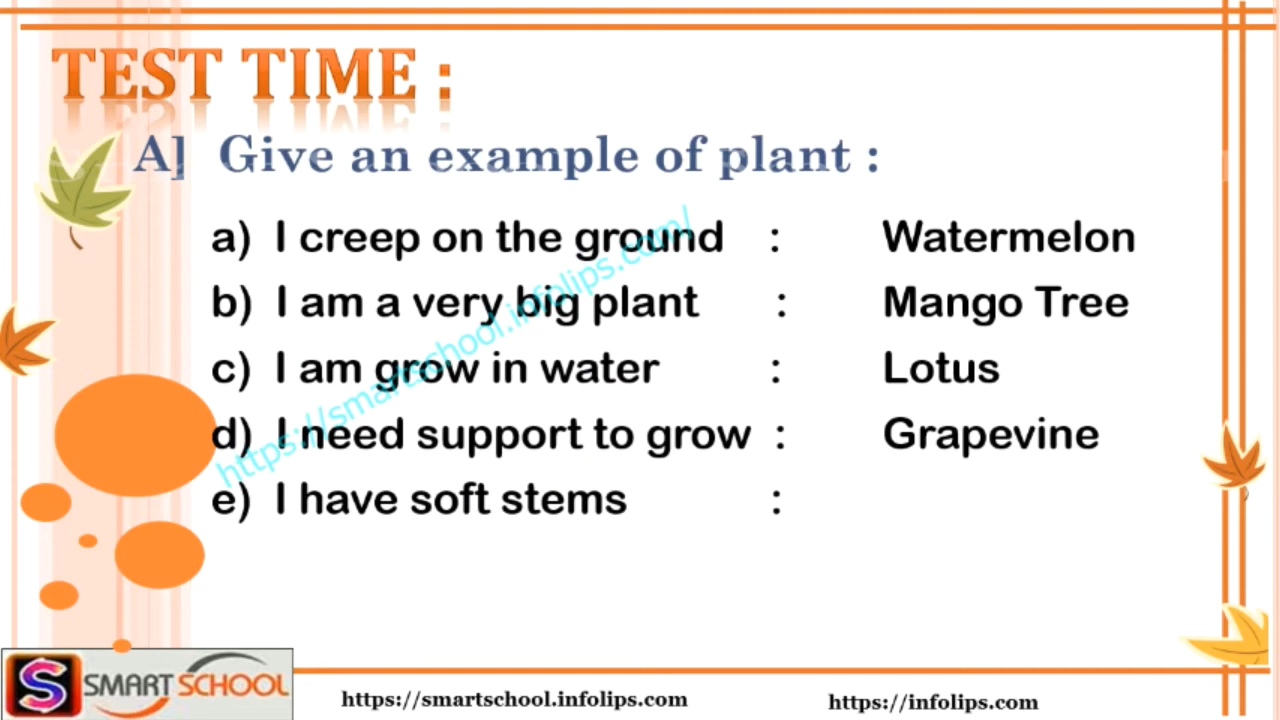 TEST TIME :
A] Give an example of plant :
a) I creep on the ground : Watermelon
b) I am a very big plant : Mango Tree
c) I am grow in water : Lotus
d) I need support to grow : Grapevine
e) I have soft stems :
https://smartschool.infolips.com/
S SMART SCHOOL
https://smartschool.infolips.com
https://infolips.com